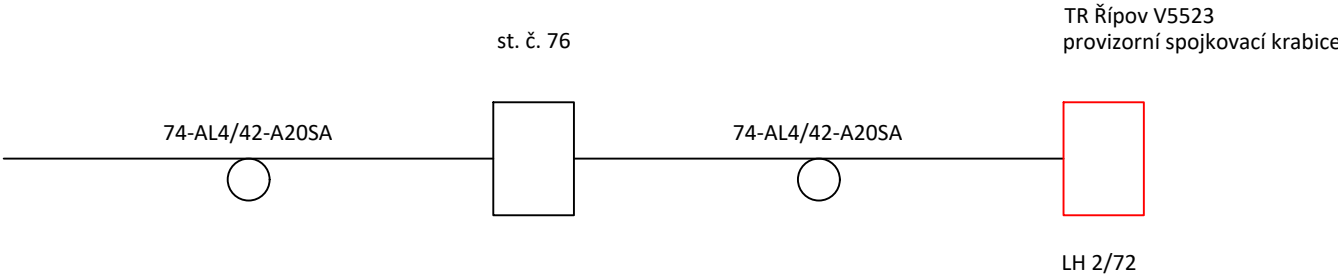 TR Řípov V5523
provizorní spojkovací krabice
st. č. 76
74-AL4/42-A20SA
74-AL4/42-A20SA
LH 2/72